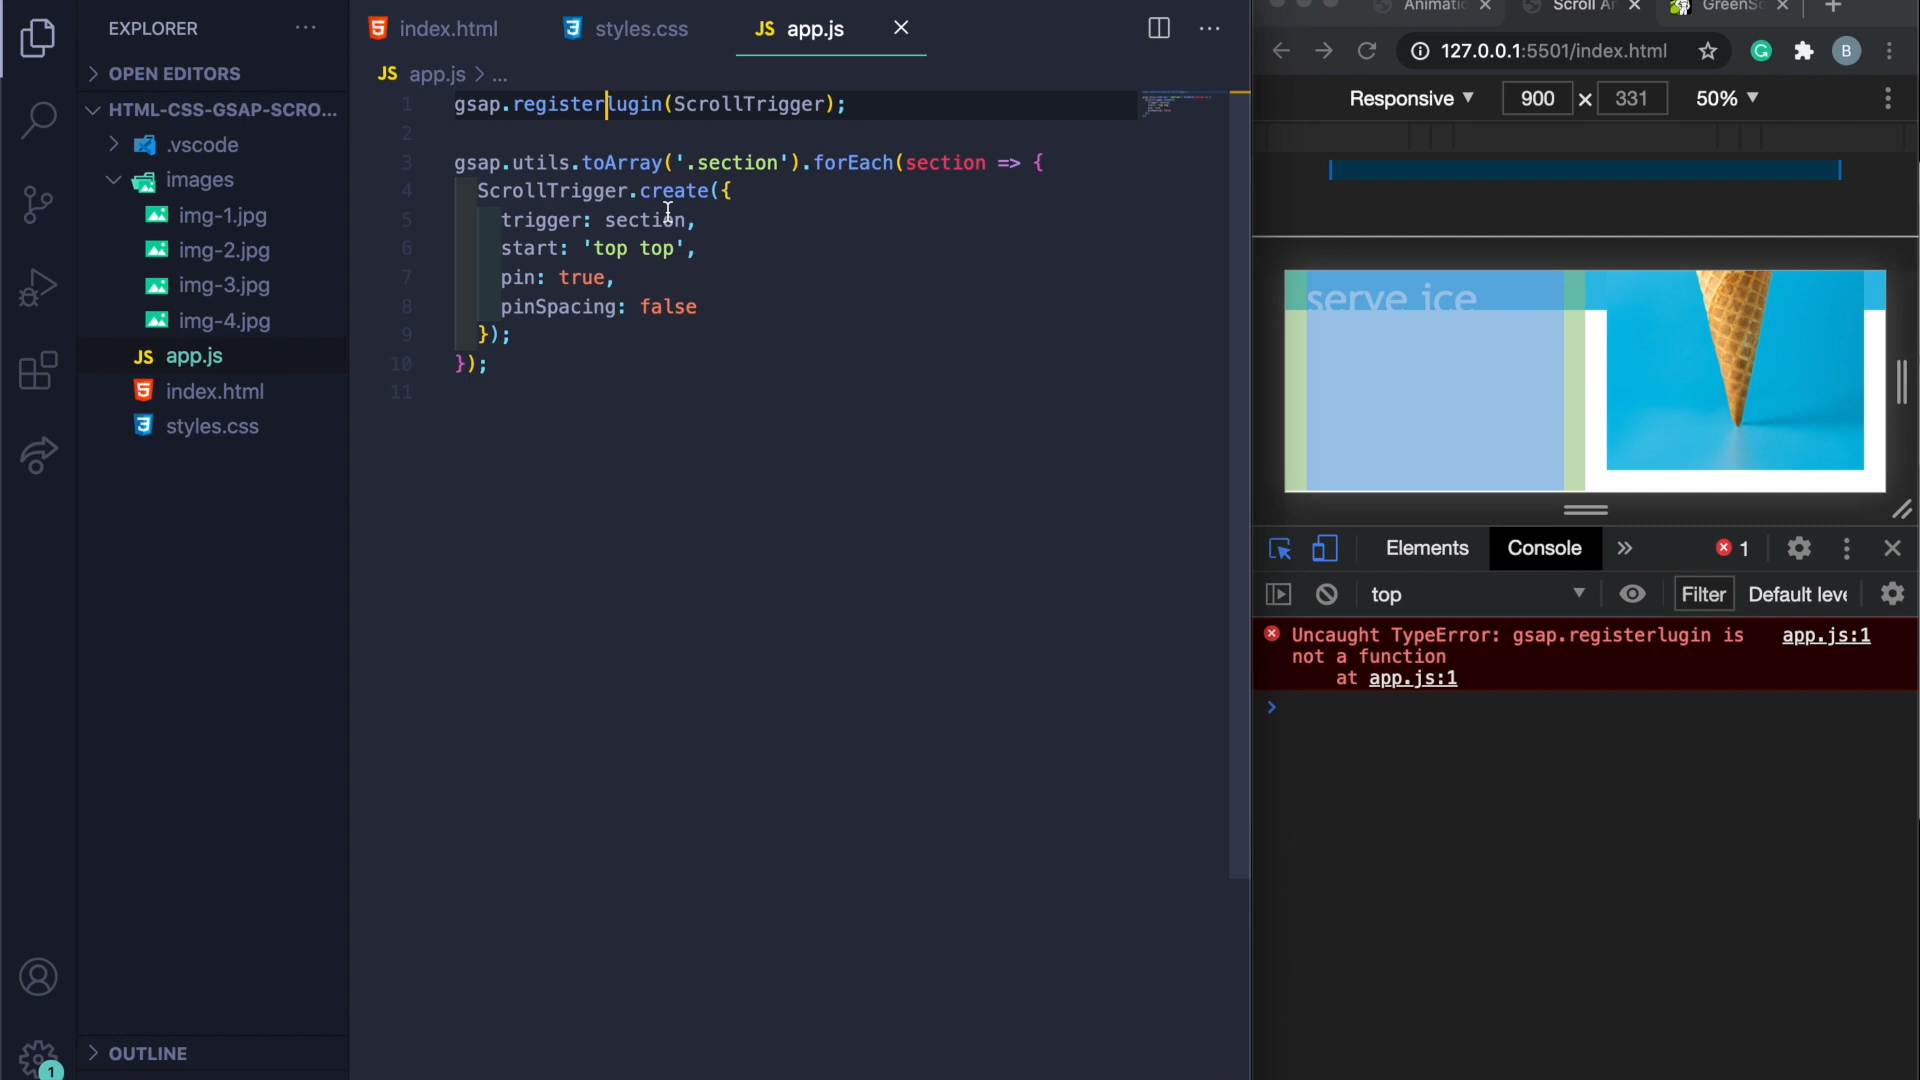 EXPLORER
OPEN EDITORS
HTML-CSS-GSAP-SCRO...
.vscode
images
img-1.jpg
img-2.jpg
img-3.jpg
img-4.jpg
JS app.js
index.html
styles.css
OUTLINE
1
index.html
styles.css
JS app.js
JS app.js > ...
1 gsap.registerlugin(ScrollTrigger);
2
3 gsap.utils.toArray('.section').forEach(section => {
4 ScrollTrigger.create({
5 trigger: section,
6 start: 'top top',
7 pin: true,
8 pinSpacing: false
9 });
10 });
11
Animatic
Scroll Ar
GreenSo
127.0.0.1:5501/index.html
B
Responsive
900 × 331
50%
serve ice
Elements
Console
1
top
Filter
Default leve
Uncaught TypeError: gsap.registerlugin is app.js:1
not a function
at app.js:1